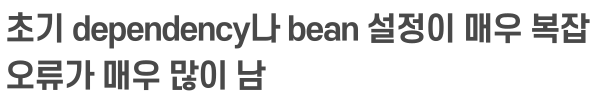 초기 dependency나 bean 설정이 매우 복잡
오류가 매우 많이 남